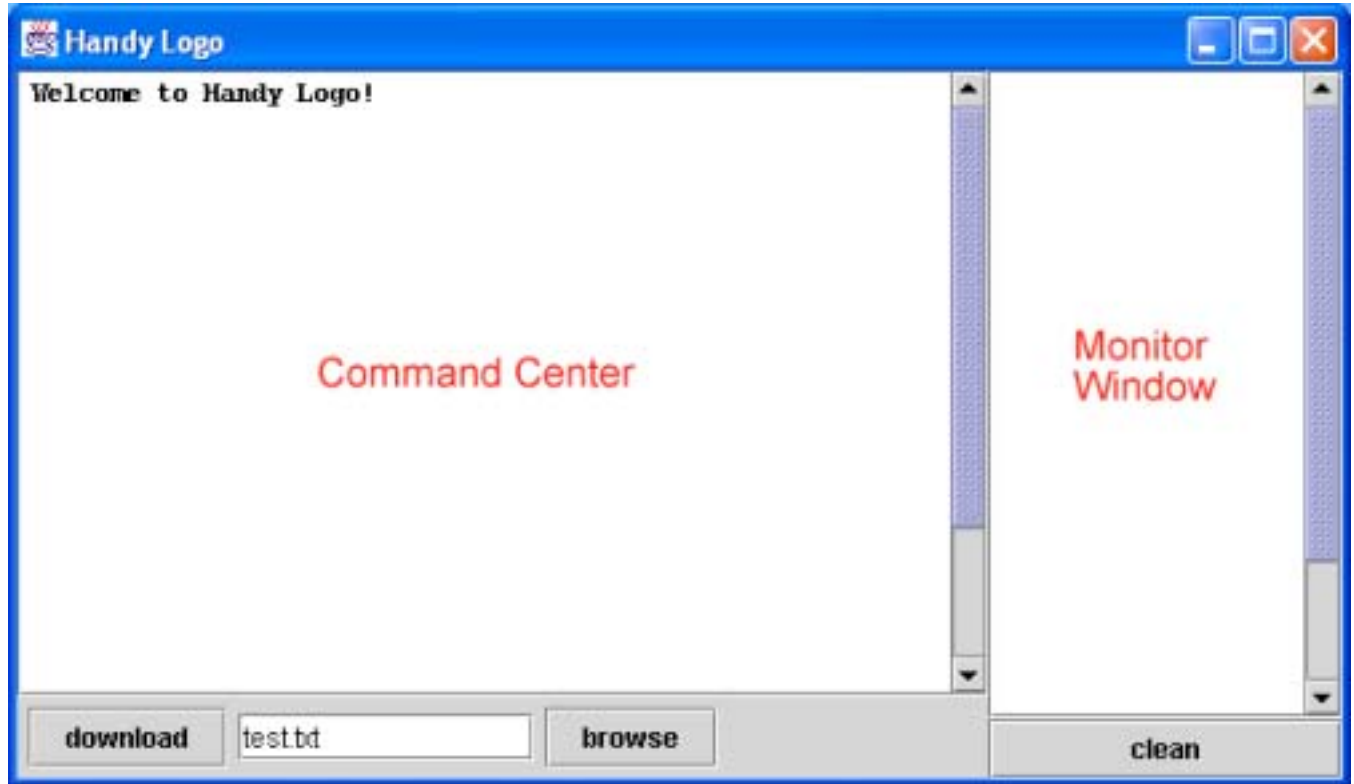 Handy Logo
Welcome to Handy Logo!
Command Center
Monitor
Window
download
test.txt
browse
clean